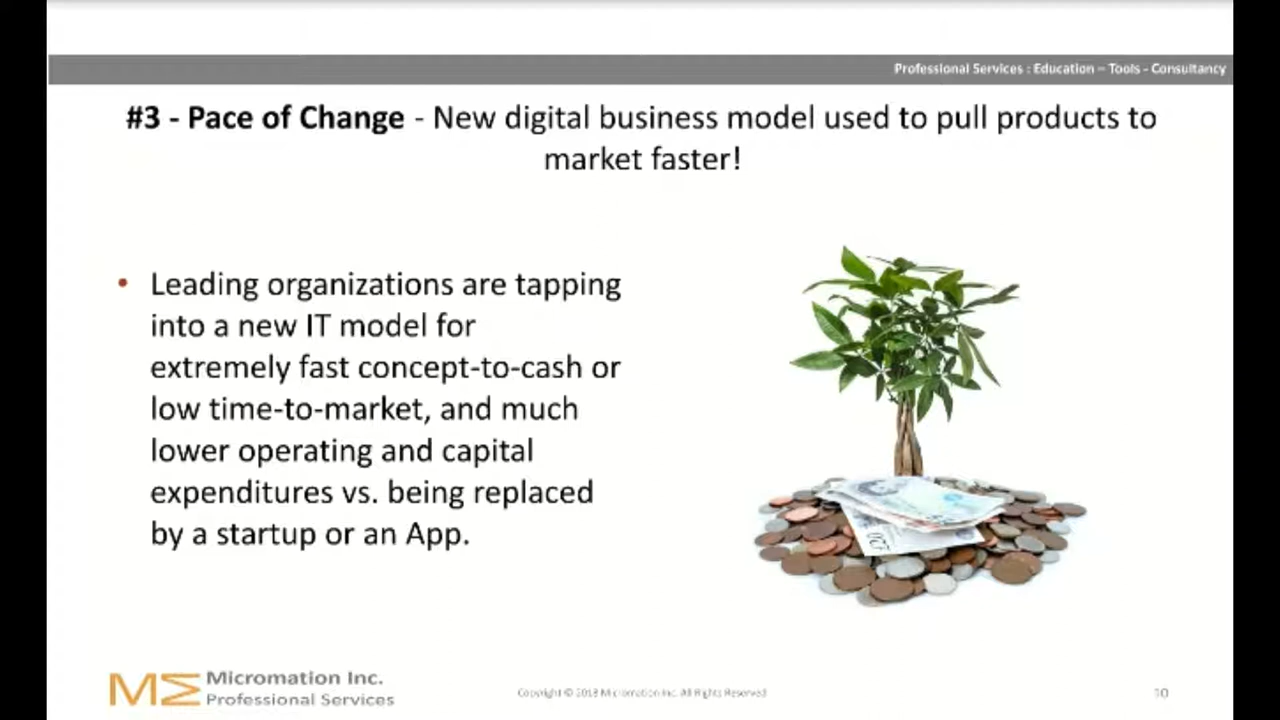 Professional Services : Education – Tools - Consultancy
#3 - Pace of Change - New digital business model used to pull products to
market faster!
• Leading organizations are tapping
into a new IT model for
extremely fast concept-to-cash or
low time-to-market, and much
lower operating and capital
expenditures vs. being replaced
by a startup or an App.
Micromation Inc.
Professional Services
Copyright © 2013 Micromation Inc. All Rights Reserved
10